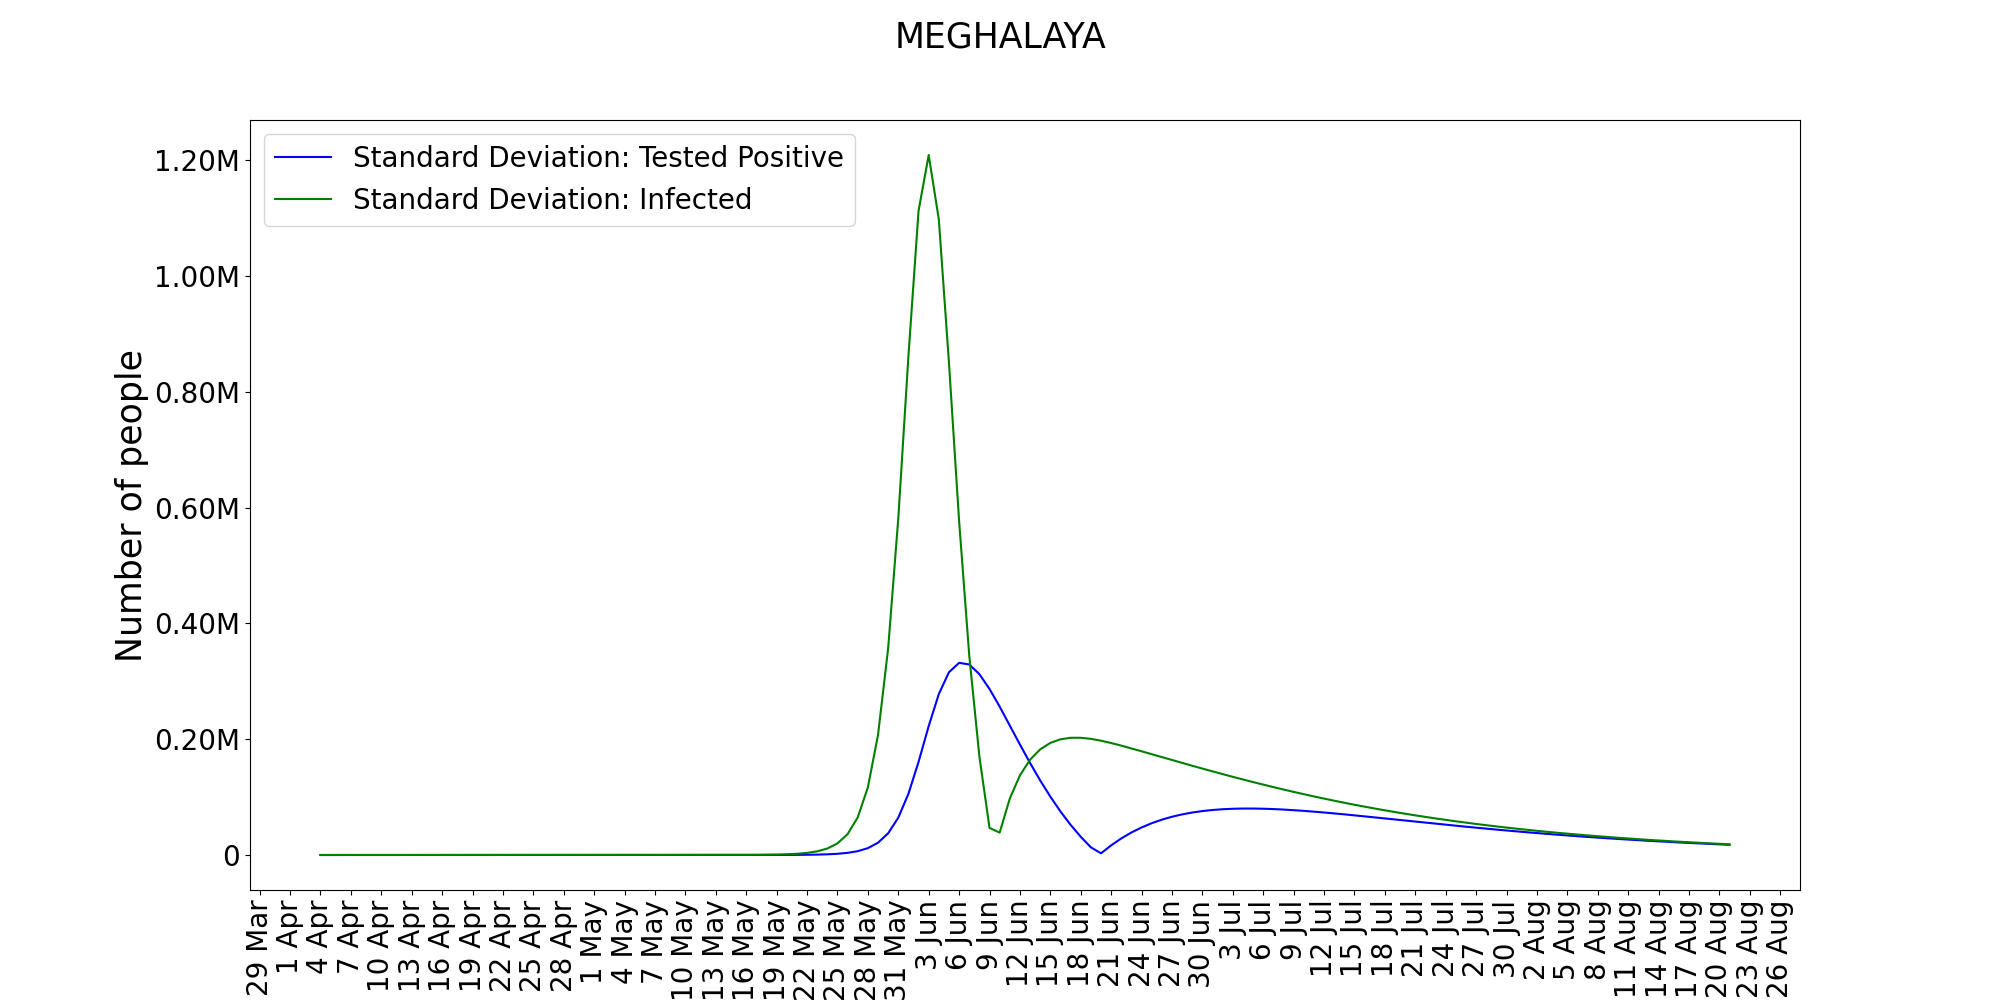 MEGHALAYA
Standard Deviation: Tested Positive
Standard Deviation: Infected
1.20M
1.00M
0.80M
0.60M
0.40M
0.20M
0
Number of people
29 Mar
1 Apr
4 Apr
7 Apr
10 Apr
13 Apr
16 Apr
19 Apr
22 Apr
25 Apr
28 Apr
1 May
4 May
7 May
10 May
13 May
16 May
19 May
22 May
25 May
28 May
31 May
3 Jun
6 Jun
9 Jun
12 Jun
15 Jun
18 Jun
21 Jun
24 Jun
27 Jun
30 Jun
3 Jul
6 Jul
9 Jul
12 Jul
15 Jul
18 Jul
21 Jul
24 Jul
27 Jul
30 Jul
2 Aug
5 Aug
8 Aug
11 Aug
14 Aug
17 Aug
20 Aug
23 Aug
26 Aug